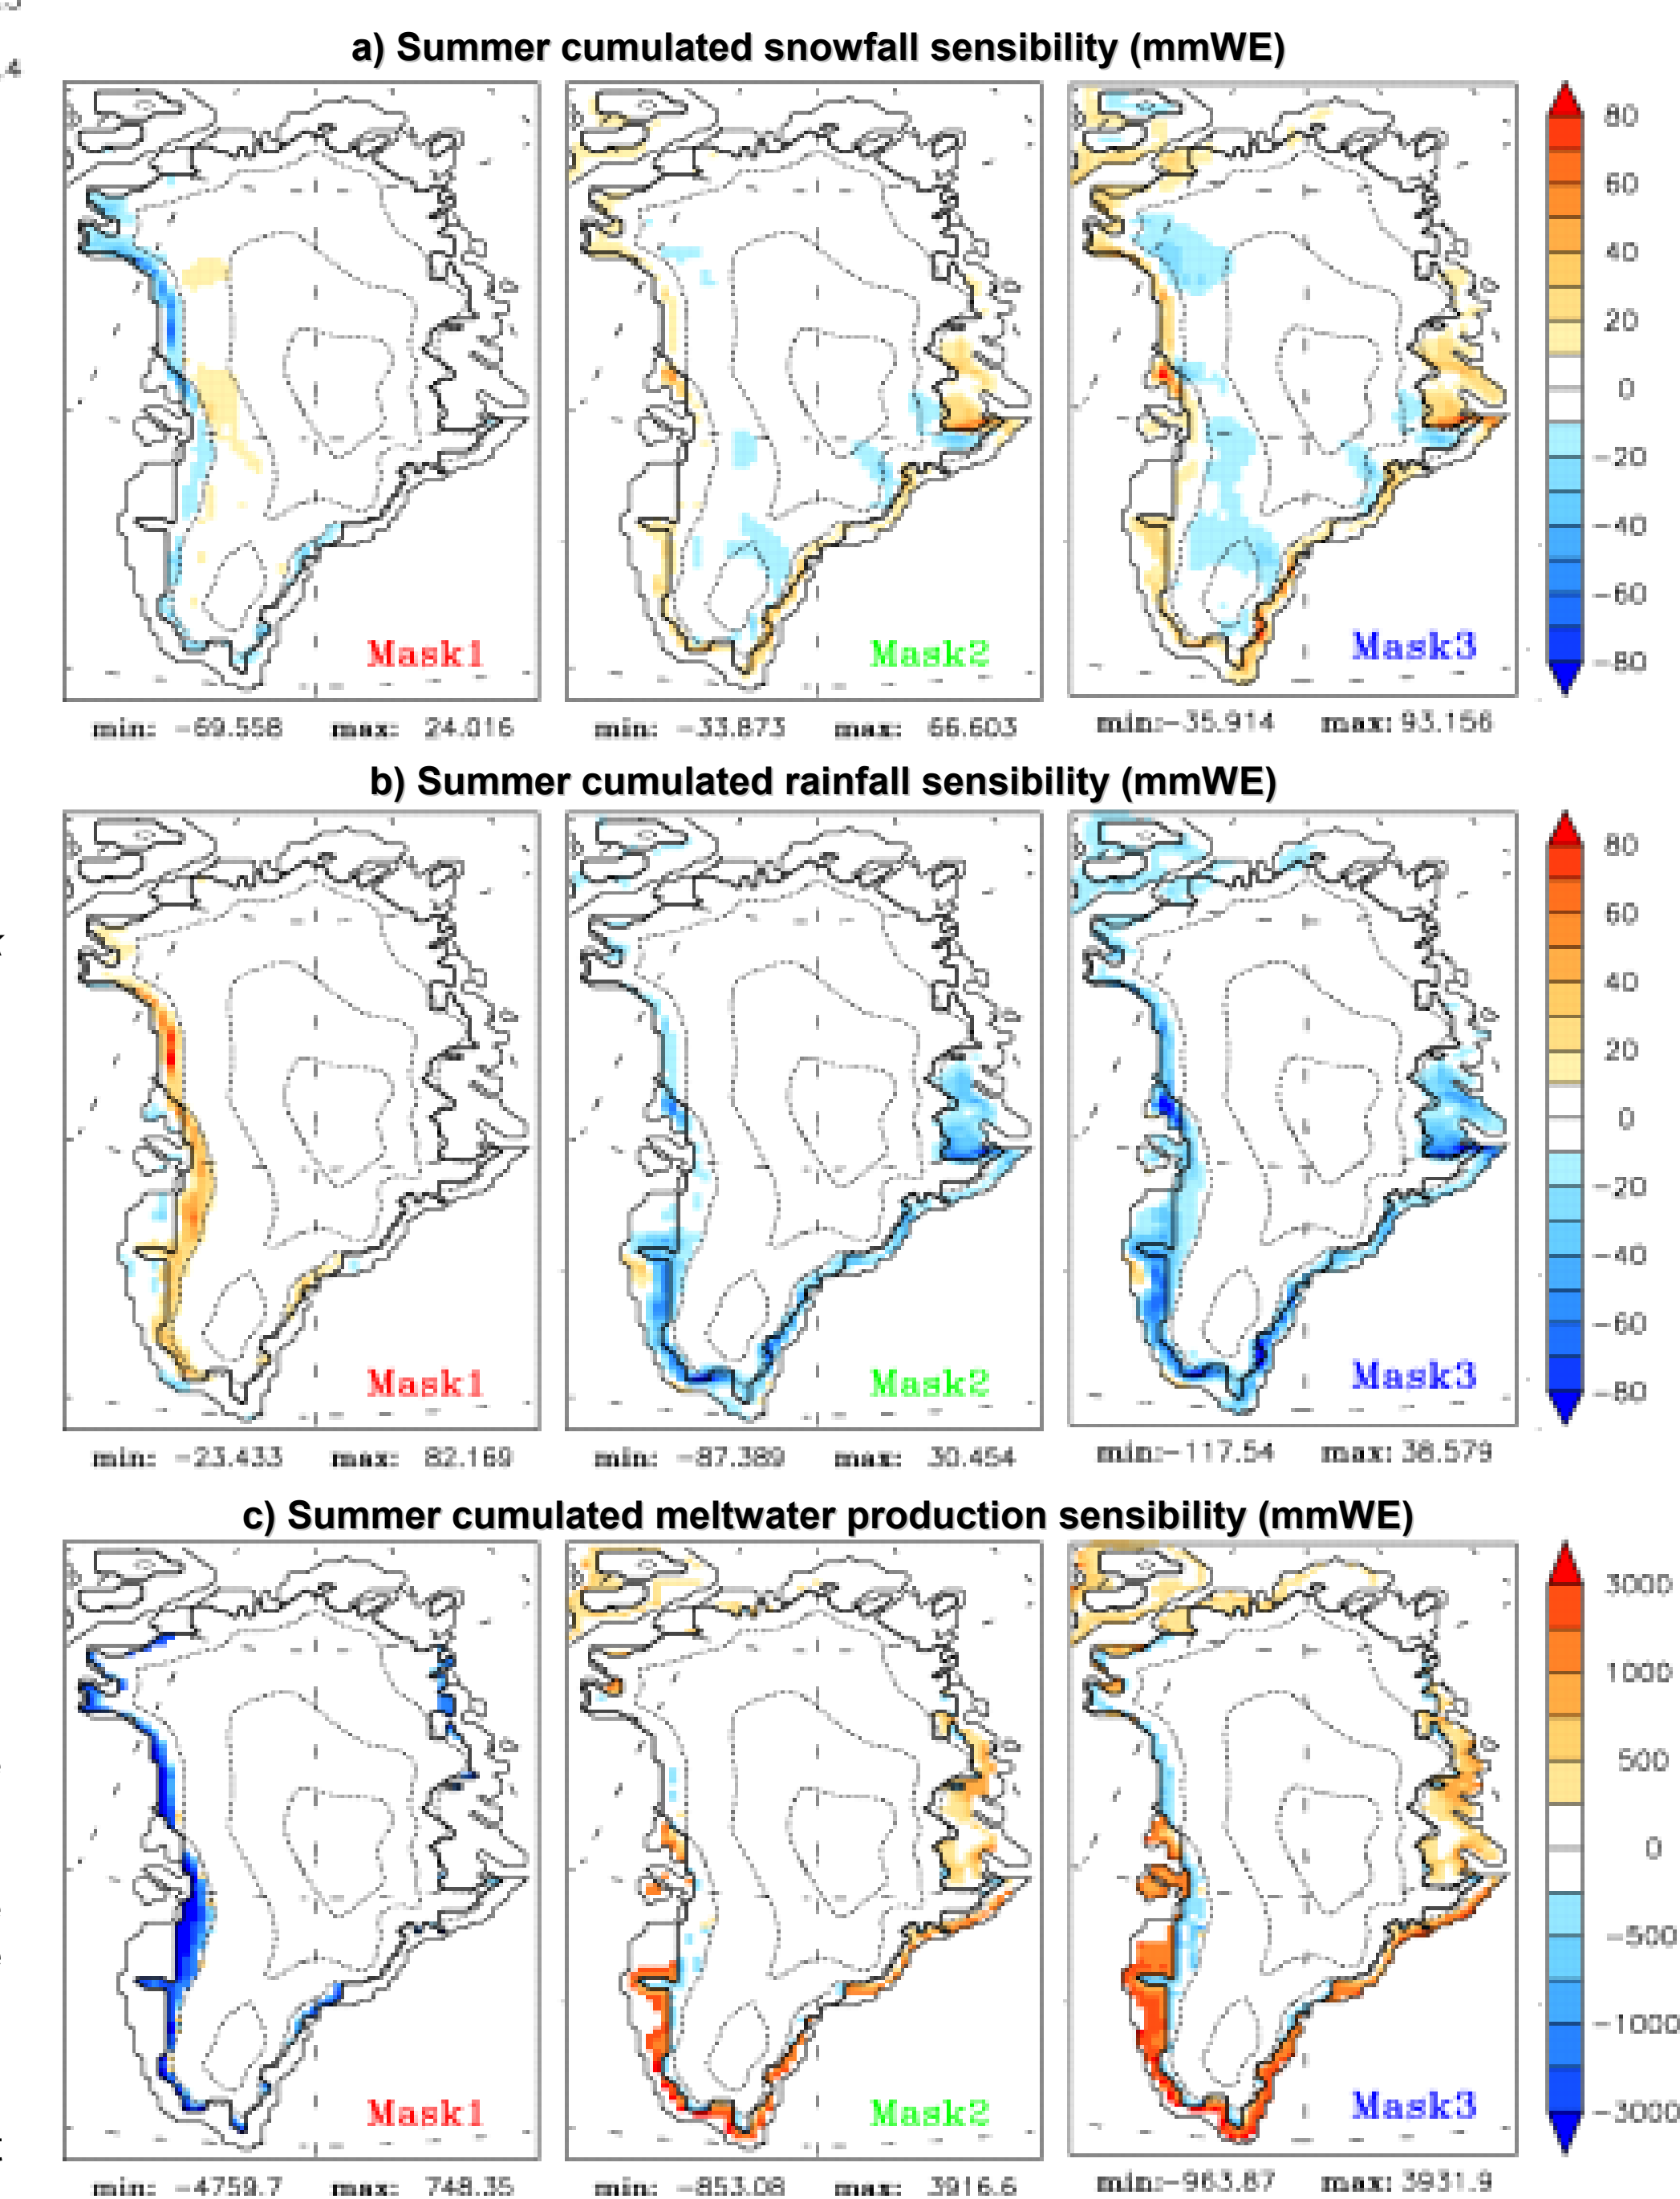 a) Summer cumulated snowfall sensibility (mmWE)
Mask1 Mask2 Mask3
80
60
40
20
0
-20
-40
-60
-80
min: -69.558 max: 24.016 min: -33.873 max: 66.603 min:-35.914 max: 93.156
b) Summer cumulated rainfall sensibility (mmWE)
Mask1 Mask2 Mask3
80
60
40
20
0
-20
-40
-60
-80
min: -23.433 max: 82.169 min: -87.389 max: 30.454 min:-117.54 max: 38.579
c) Summer cumulated meltwater production sensibility (mmWE)
Mask1 Mask2 Mask3
3000
1000
500
0
-500
-1000
-3000
min: -4759.7 max: 748.35 min: -853.08 max: 3916.6 min:-963.87 max: 3931.9